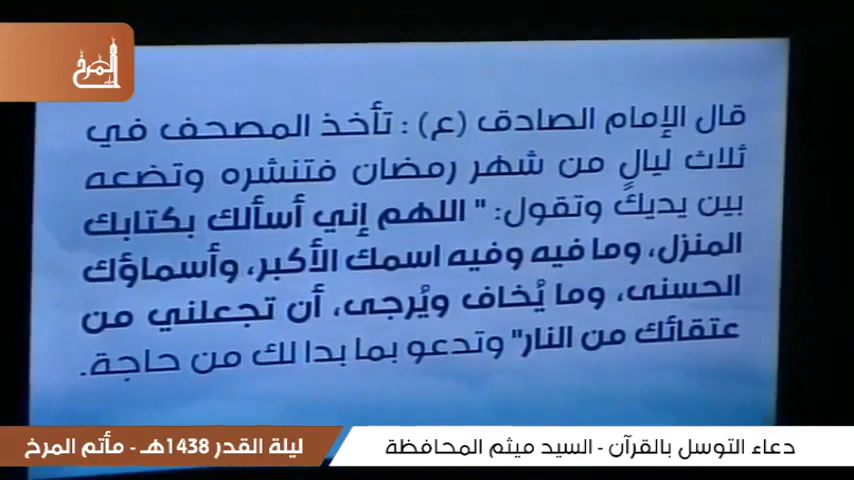 المرخ
قال الإمام الصادق (ع) : تأخذ المصحف في
ثلاث ليالٍ من شهر رمضان فتنشره وتضعه
بين يديك وتقول: " اللهم إني أسألك بكتابك
المنزل، وما فيه وفيه اسمك الأكبر، وأسماؤك
الحسنى، وما يُخاف ويُرجى، أن تجعلني من
عتقائك من النار" وتدعو بما بدا لك من حاجة.
دعاء التوسل بالقرآن - السيد ميثم المحافظة
ليلة القدر 1438هـ - مأتم المرخ